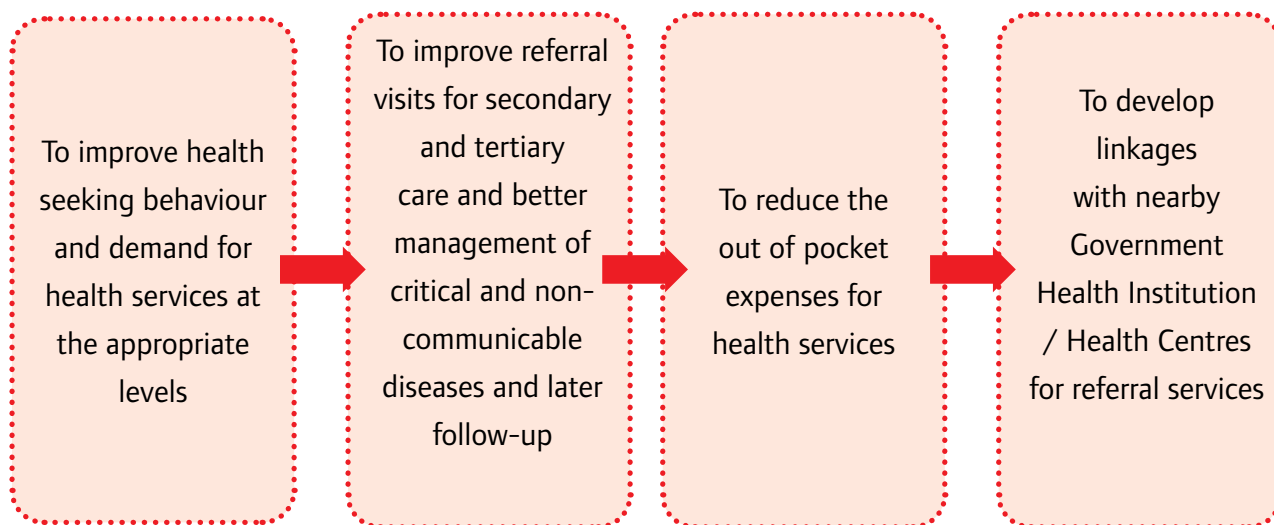 To improve health
seeking behaviour
and demand for
health services at
the appropriate
levels
To improve referral
visits for secondary
and tertiary
care and better
management of
critical and non-
communicable
diseases and later
follow-up
To reduce the
out of pocket
expenses for
health services
To develop
linkages
with nearby
Government
Health Institution
/ Health Centres
for referral services